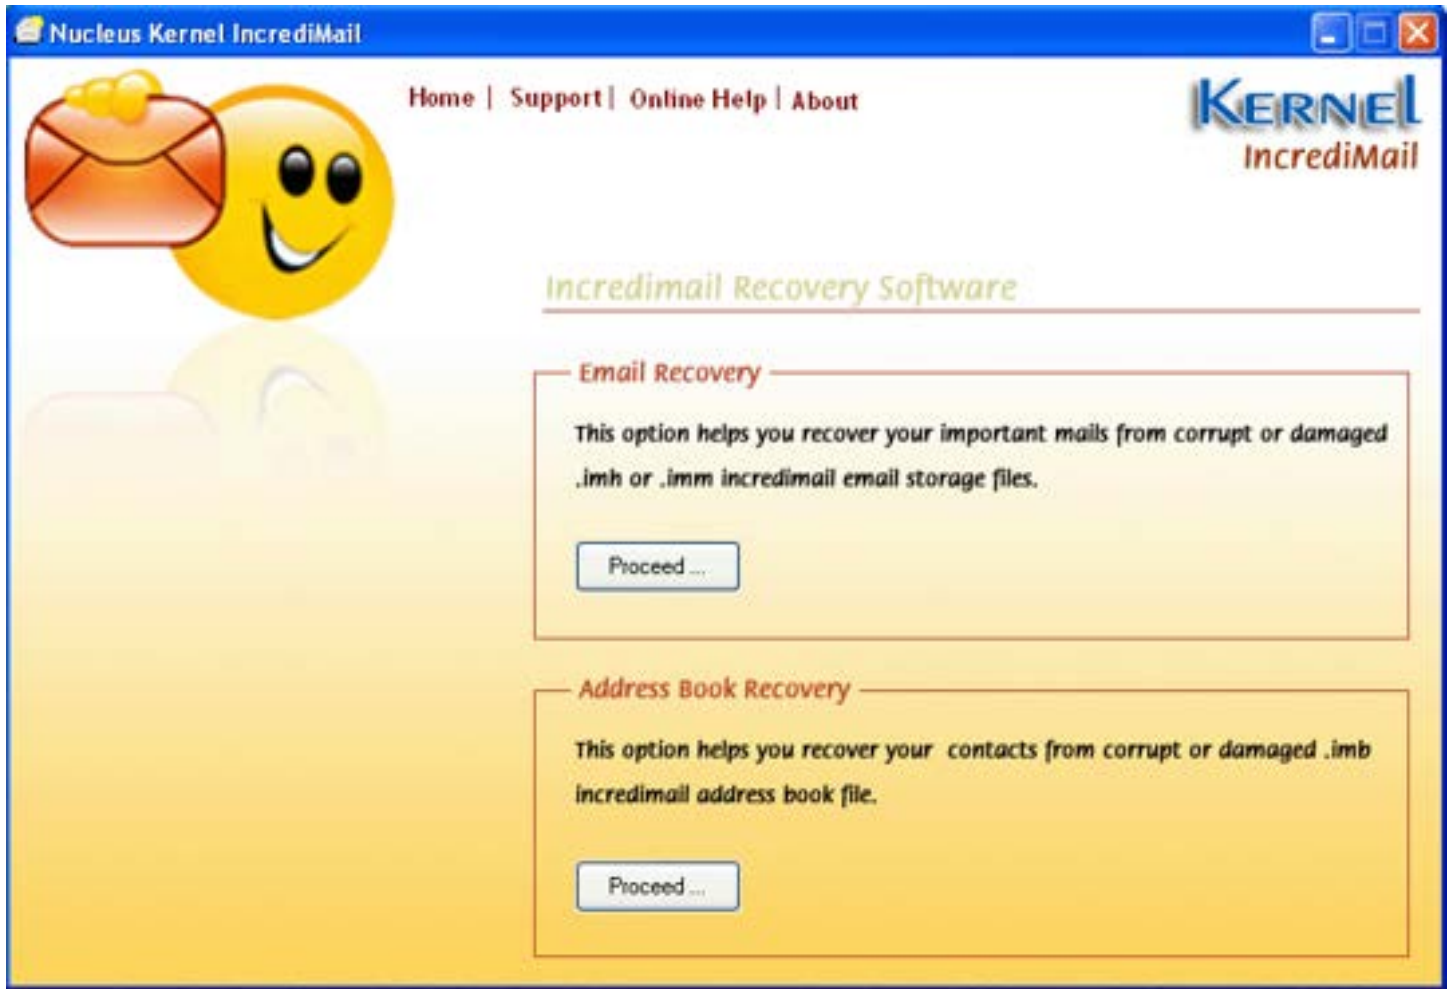 Nucleus Kernel IncrediMail
Home | Support | Online Help | About
KERNEL
IncrediMail
Incredimail Recovery Software
Email Recovery
This option helps you recover your important mails from corrupt or damaged
.imh or .imm incredimail email storage files.
Proceed ...
Address Book Recovery
This option helps you recover your contacts from corrupt or damaged .imb
incredimail address book file.
Proceed ...